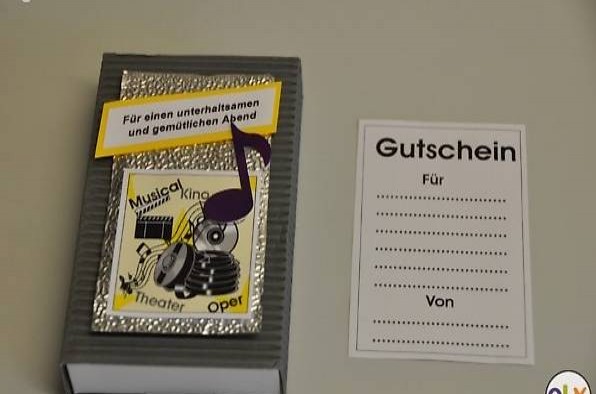 Für einen unterhaltsamen
und gemütlichen Abend
Musical
Kino
Theater
Oper
Gutschein
Für
..........................
..........................
..........................
..........................
..........................
..........................
Von
..........................
..........................